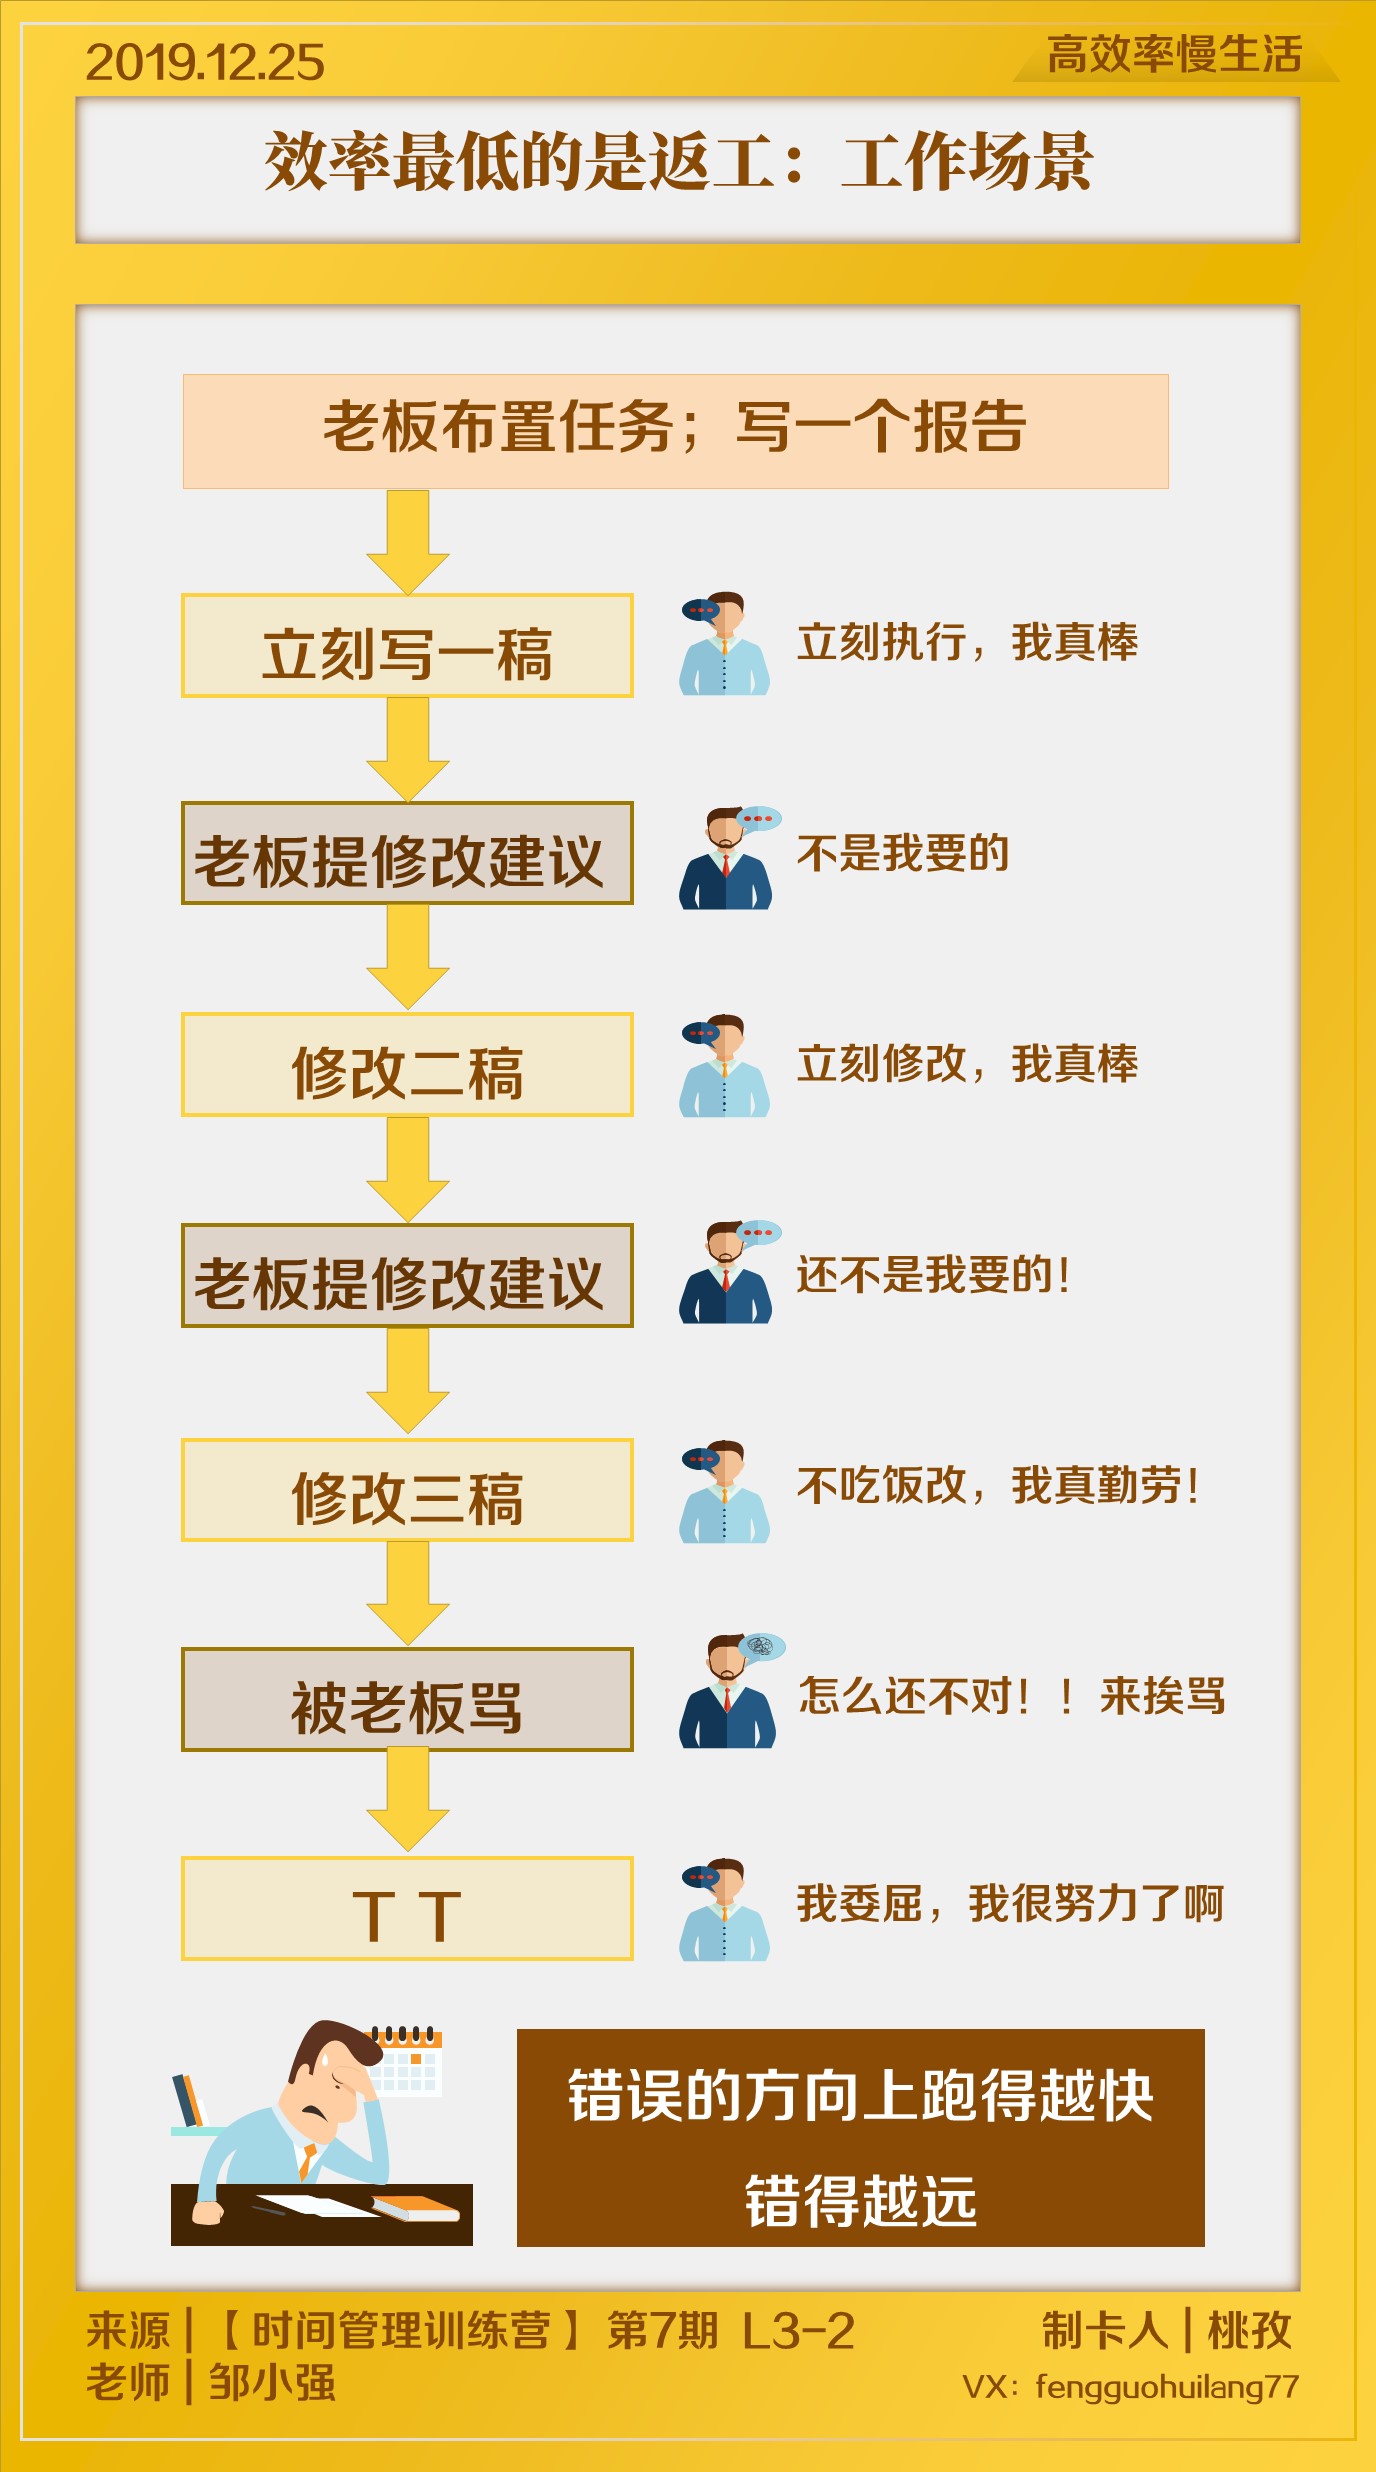 2019.12.25
高效率慢生活
效率最低的是返工：工作场景
老板布置任务；写一个报告
立刻写一稿
立刻执行，我真棒
老板提修改建议
不是我要的
修改二稿
立刻修改，我真棒
老板提修改建议
还不是我要的！
修改三稿
不吃饭改，我真勤劳！
被老板骂
怎么还不对！！来挨骂
T T
我委屈，我很努力了啊
错误的方向上跑得越快
错得越远
来源|【时间管理训练营】第7期 L3-2
制卡人|桃孜
老师|邹小强
VX：fengguohuilang77